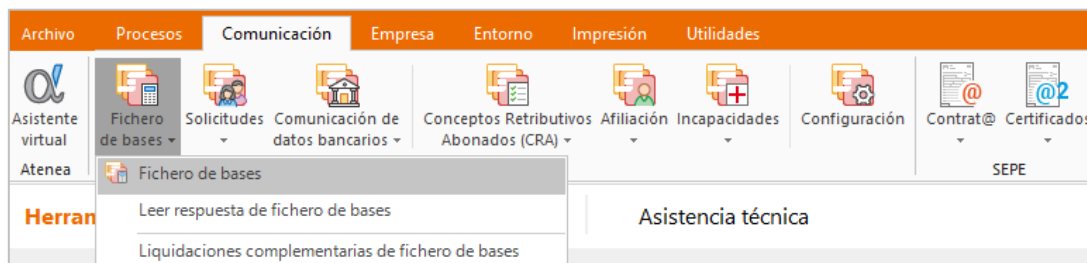 Archivo Procesos Comunicación Empresa Entorno Impresión Utilidades
Asistente virtual
Fichero de bases
Solicitudes
Comunicación de datos bancarios
Conceptos Retributivos Abonados (CRA)
Afiliación
Incapacidades
Configuración
Contrat@
@2
Certificados
Atenea
SEPE
Fichero de bases
Leer respuesta de fichero de bases
Liquidaciones complementarias de fichero de bases
Herran
Asistencia técnica